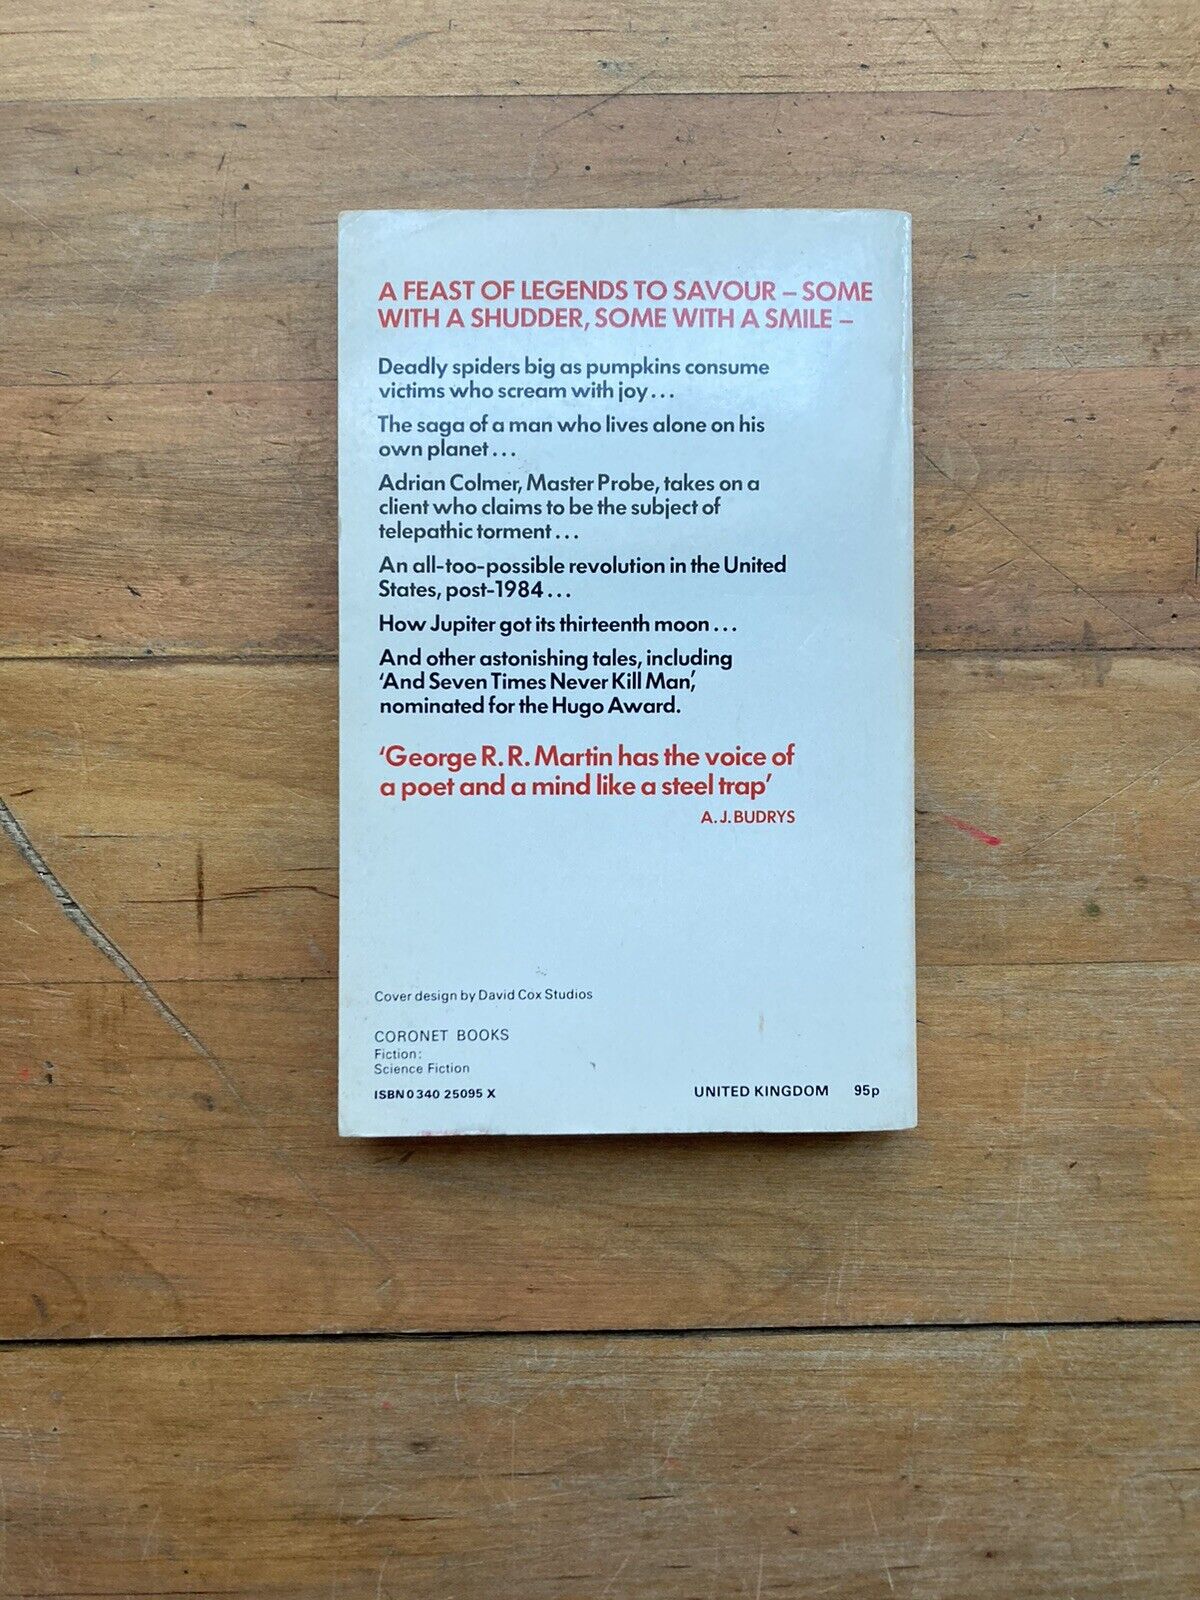 A FEAST OF LEGENDS TO SAVOUR – SOME
WITH A SHUDDER, SOME WITH A SMILE –
Deadly spiders big as pumpkins consume
victims who scream with joy...
The saga of a man who lives alone on his
own planet...
Adrian Colmer, Master Probe, takes on a
client who claims to be the subject of
telepathic torment...
An all-too-possible revolution in the United
States, post-1984...
How Jupiter got its thirteenth moon...
And other astonishing tales, including
‘And Seven Times Never Kill Man’,
nominated for the Hugo Award.
‘George R. R. Martin has the voice of
a poet and a mind like a steel trap’
A. J. BUDRYS
Cover design by David Cox Studios
CORONET BOOKS
Fiction:
Science Fiction
ISBN 0 340 25095 X UNITED KINGDOM 95p